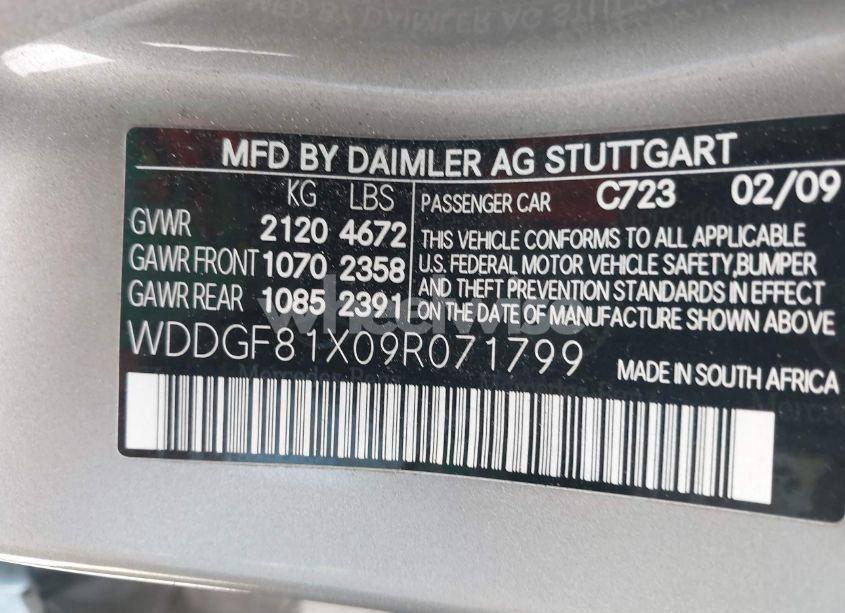 MFD BY DAIMLER AG STUTTGART
KG LBS
GVWR 2120 4672
GAWR FRONT 1070 2358
GAWR REAR 1085 2391
PASSENGER CAR C723 02/09
THIS VEHICLE CONFORMS TO ALL APPLICABLE
U.S. FEDERAL MOTOR VEHICLE SAFETY,BUMPER
AND THEFT PREVENTION STANDARDS IN EFFECT
ON THE DATE OF MANUFACTURE SHOWN ABOVE
WDDGF81X09R071799
MADE IN SOUTH AFRICA
wheelwise